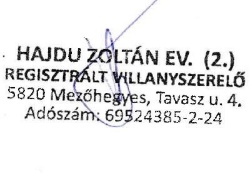 HAJDU ZOLTÁN EV. (2.)
REGISZTRÁLT VILLANYSZERELŐ
5820 Mezőhegyes, Tavasz u. 4.
Adószám: 69524385-2-24